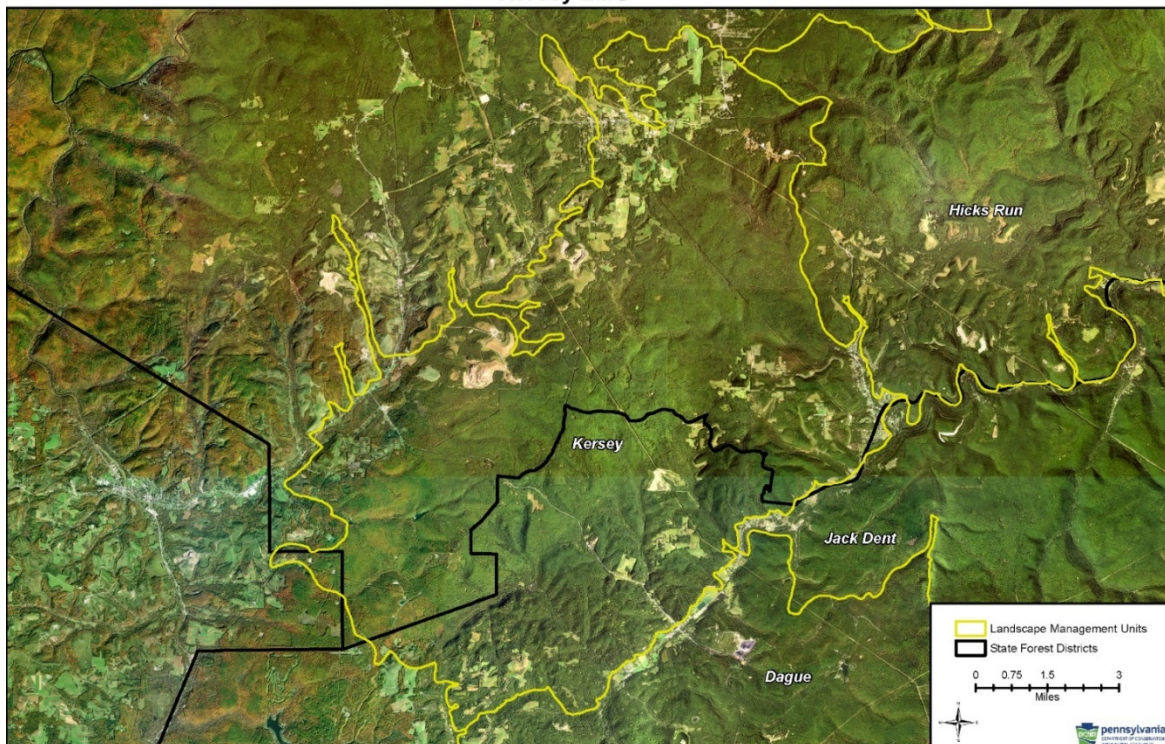 Hicks Run
Kersey
Jack Dent
Dague
Landscape Management Units
State Forest Districts
0 0.75 1.5 3
Miles
pennsylvania